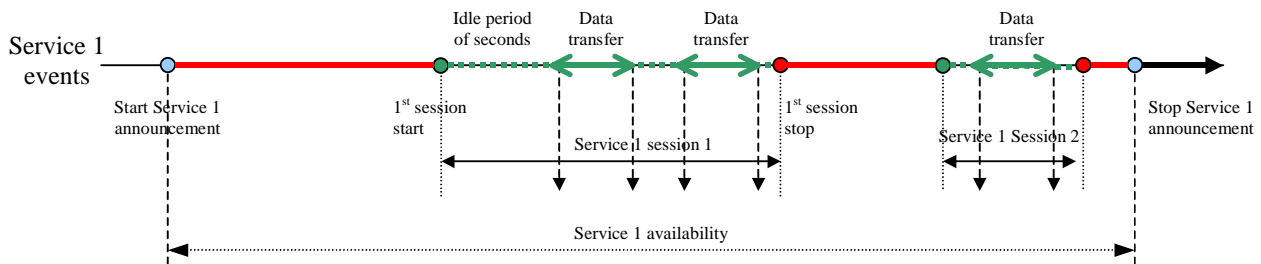 Service 1
events
Idle period
of seconds
Data
transfer
Data
transfer
Data
transfer
Start Service 1
announcement
1st session
start
1st session
stop
Stop Service 1
announcement
Service 1 session 1
Service 1 Session 2
Service 1 availability